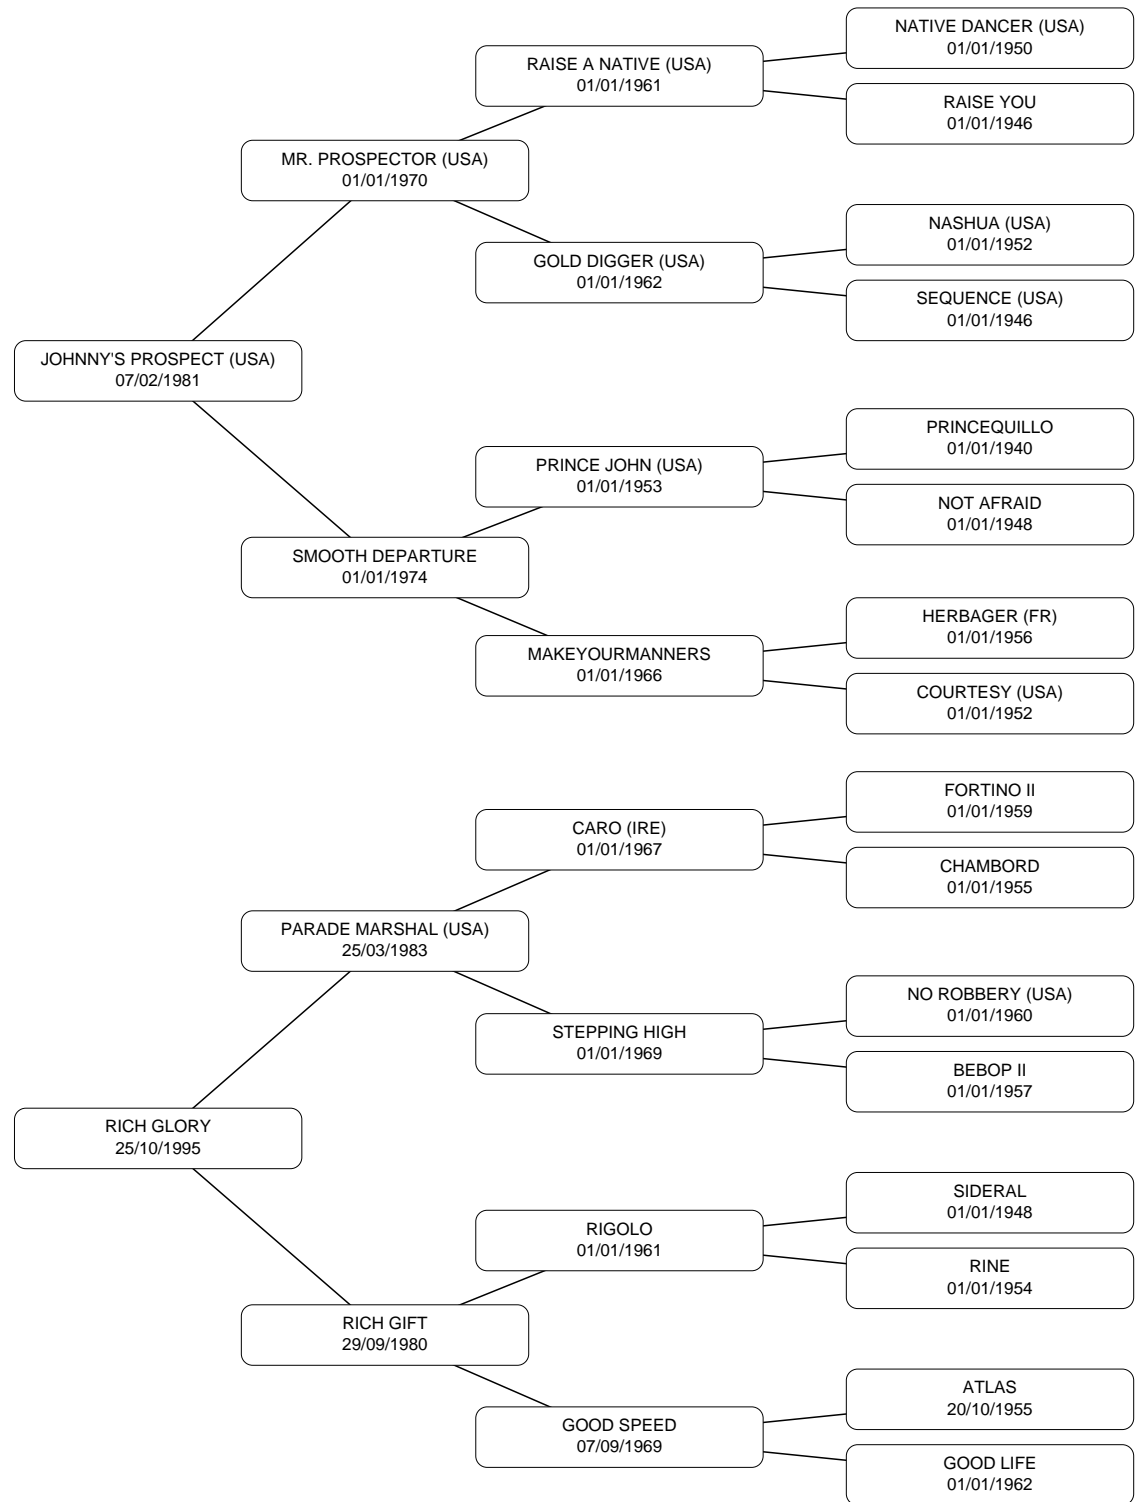 NATIVE DANCER (USA)
01/01/1950
RAISE A NATIVE (USA)
01/01/1961
RAISE YOU
01/01/1946
MR. PROSPECTOR (USA)
01/01/1970
NASHUA (USA)
01/01/1952
GOLD DIGGER (USA)
01/01/1962
SEQUENCE (USA)
01/01/1946
JOHNNY'S PROSPECT (USA)
07/02/1981
PRINCEQUILLO
01/01/1940
PRINCE JOHN (USA)
01/01/1953
NOT AFRAID
01/01/1948
SMOOTH DEPARTURE
01/01/1974
HERBAGER (FR)
01/01/1956
MAKEYOURMANNERS
01/01/1966
COURTESY (USA)
01/01/1952
FORTINO II
01/01/1959
CARO (IRE)
01/01/1967
CHAMBORD
01/01/1955
PARADE MARSHAL (USA)
25/03/1983
NO ROBBERY (USA)
01/01/1960
STEPPING HIGH
01/01/1969
BEBOP II
01/01/1957
RICH GLORY
25/10/1995
SIDERAL
01/01/1948
RIGOLO
01/01/1961
RINE
01/01/1954
RICH GIFT
29/09/1980
ATLAS
20/10/1955
GOOD SPEED
07/09/1969
GOOD LIFE
01/01/1962